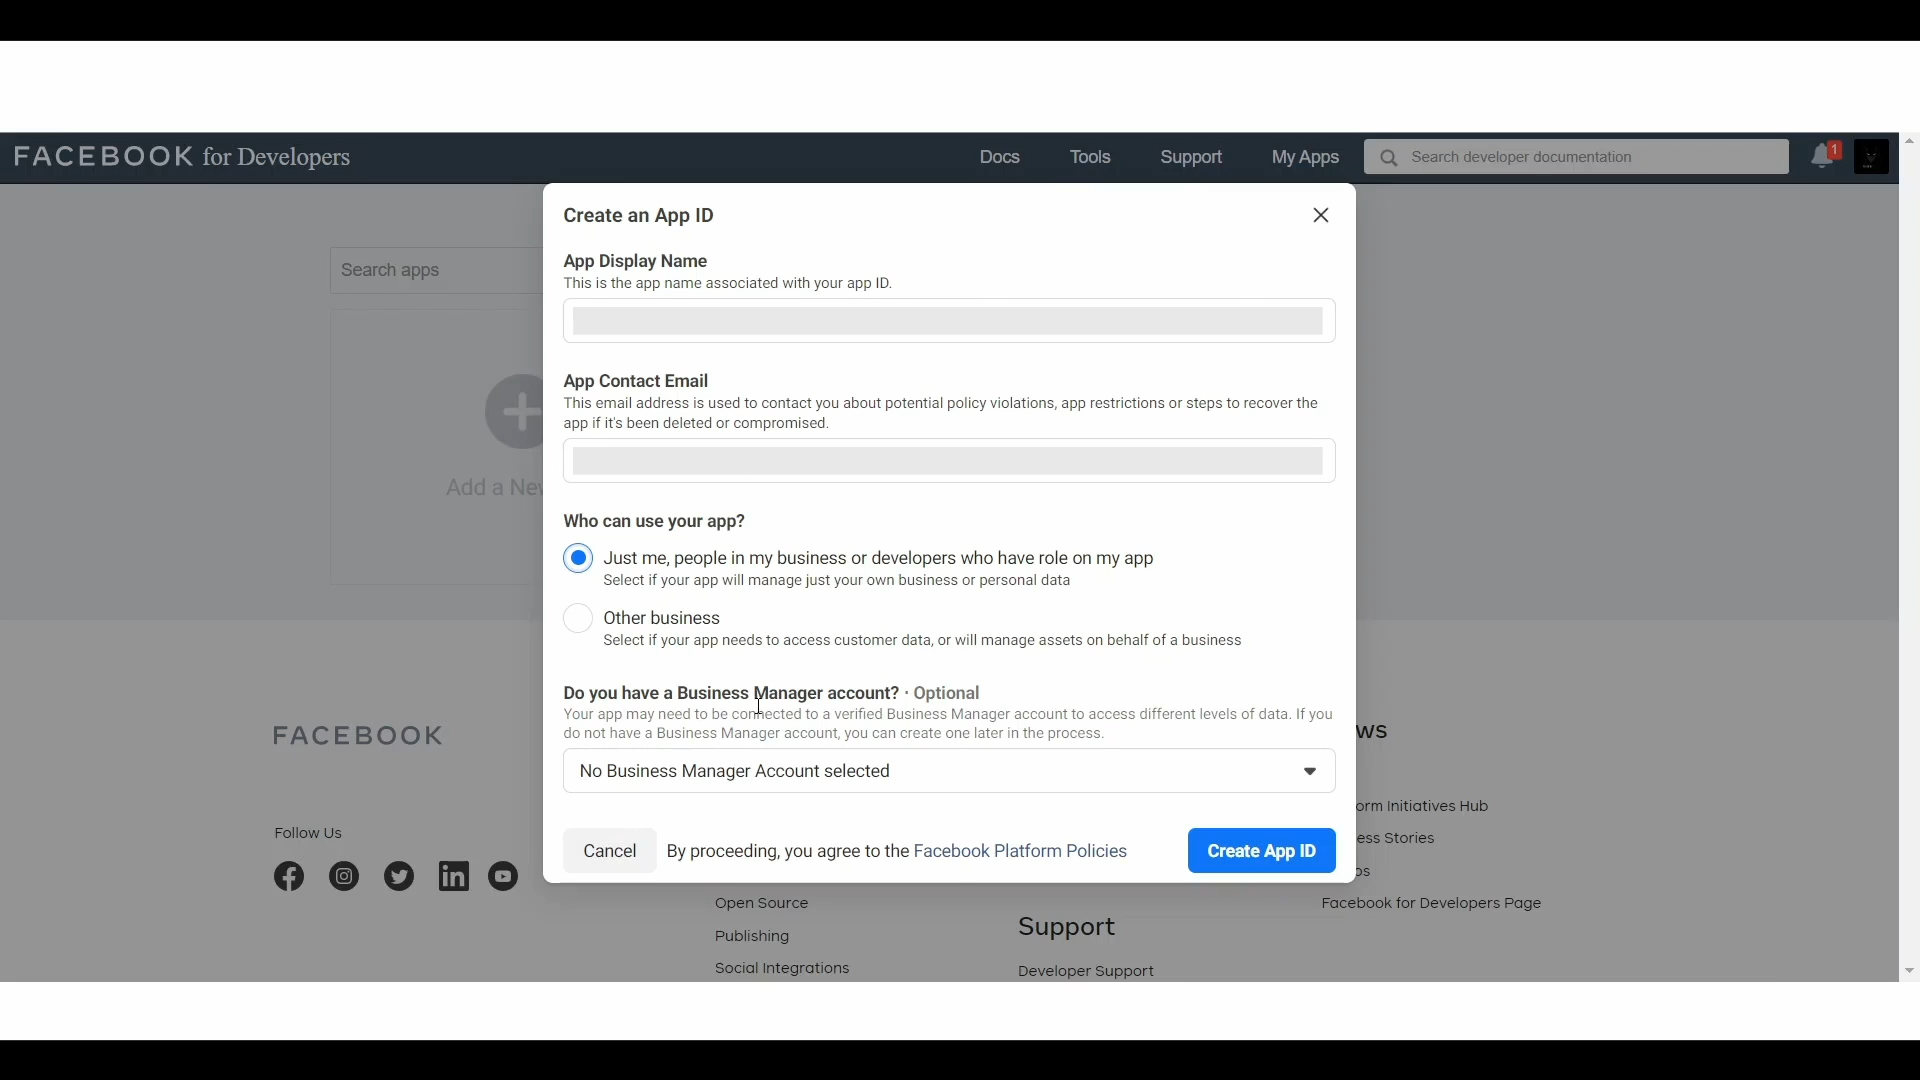 FACEBOOK for Developers
Docs
Tools
Support
My Apps
Search developer documentation
1
Create an App ID
Search apps
App Display Name
This is the app name associated with your app ID.
App Contact Email
This email address is used to contact you about potential policy violations, app restrictions or steps to recover the
app if it's been deleted or compromised.
Add a Nev
Who can use your app?
Just me, people in my business or developers who have role on my app
Select if your app will manage just your own business or personal data
Other business
Select if your app needs to access customer data, or will manage assets on behalf of a business
Do you have a Business Manager account? · Optional
Your app may need to be connected to a verified Business Manager account to access different levels of data. If you
do not have a Business Manager account, you can create one later in the process.
No Business Manager Account selected
Cancel
By proceeding, you agree to the Facebook Platform Policies
Create App ID
FACEBOOK
Follow Us
Open Source
Publishing
Social Integrations
Support
Developer Support
ws
orm Initiatives Hub
ess Stories
os
Facebook for Developers Page